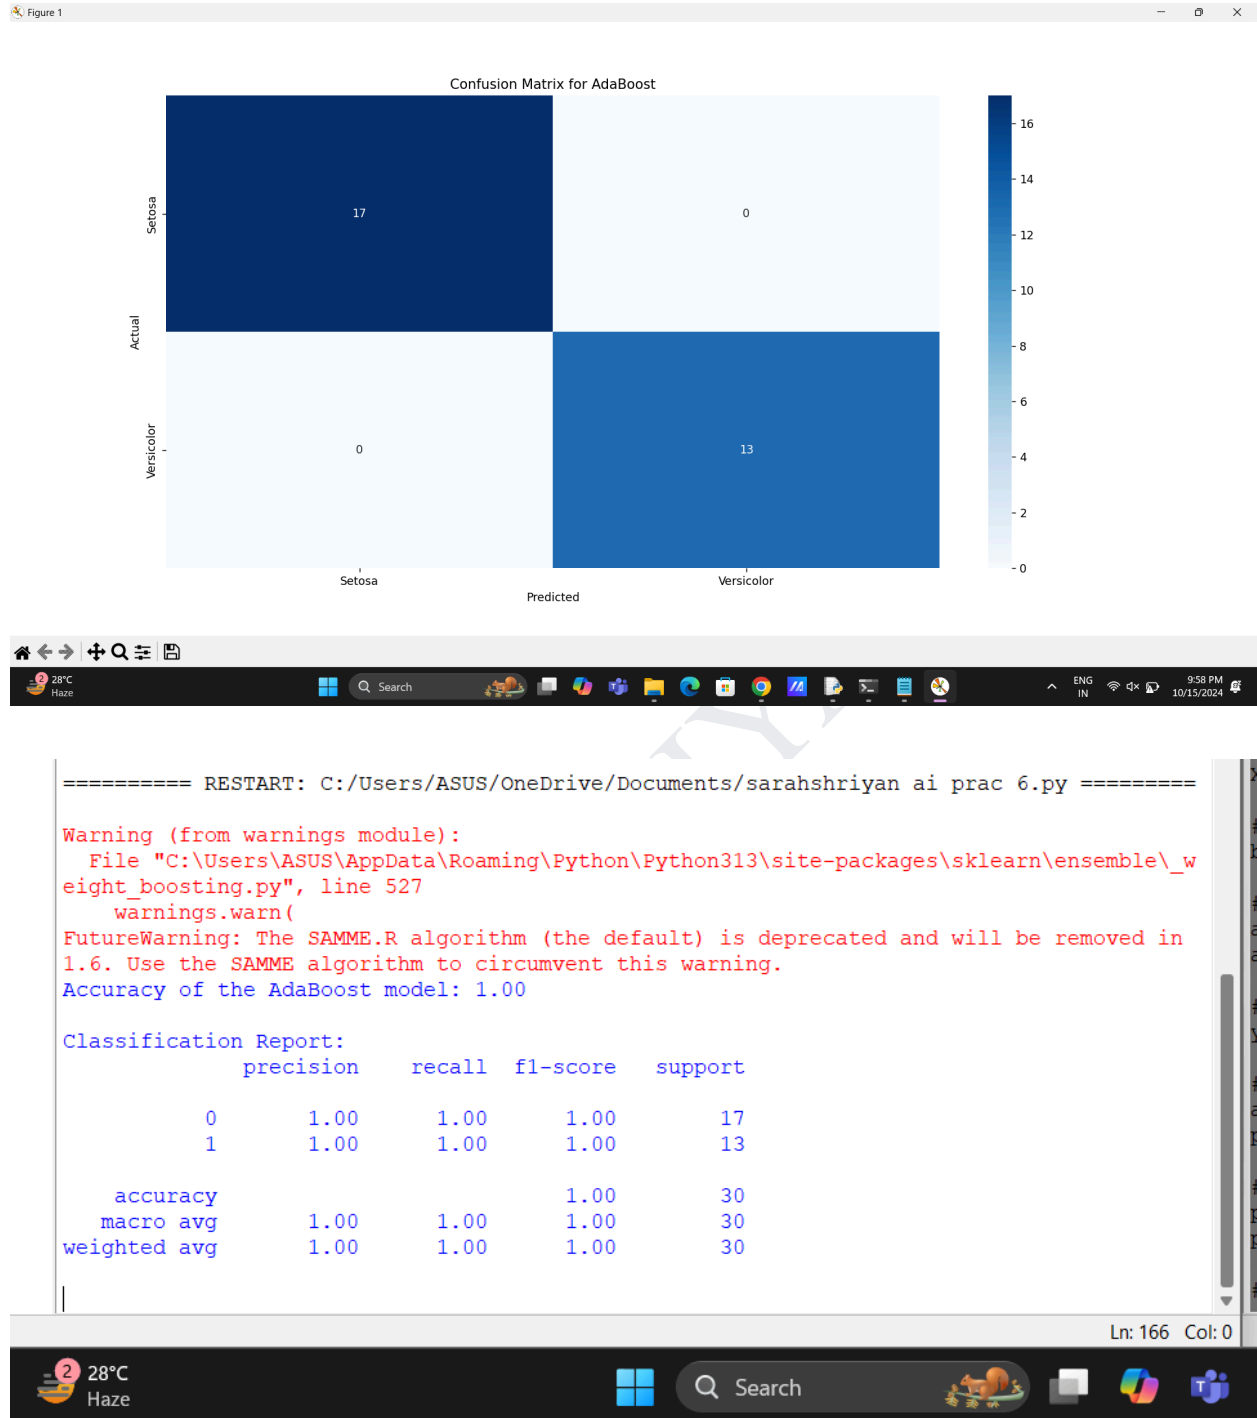 Figure 1
Confusion Matrix for AdaBoost
Actual
Setosa
17
0
Versicolor
0
13
Setosa
Versicolor
Predicted
16
14
12
10
8
6
4
2
0
2
28°C
Haze
Search
ENG
IN
9:58 PM
10/15/2024
========== RESTART: C:/Users/ASUS/OneDrive/Documents/sarahshriyan ai prac 6.py =========
Warning (from warnings module):
  File "C:\Users\ASUS\AppData\Roaming\Python\Python313\site-packages\sklearn\ensemble\_w
eight_boosting.py", line 527
    warnings.warn(
FutureWarning: The SAMME.R algorithm (the default) is deprecated and will be removed in
1.6. Use the SAMME algorithm to circumvent this warning.
Accuracy of the AdaBoost model: 1.00
Classification Report:
              precision    recall  f1-score   support
           0       1.00      1.00      1.00        17
           1       1.00      1.00      1.00        13
    accuracy                           1.00        30
   macro avg       1.00      1.00      1.00        30
weighted avg       1.00      1.00      1.00        30
Ln: 166 Col: 0
2
28°C
Haze
Search